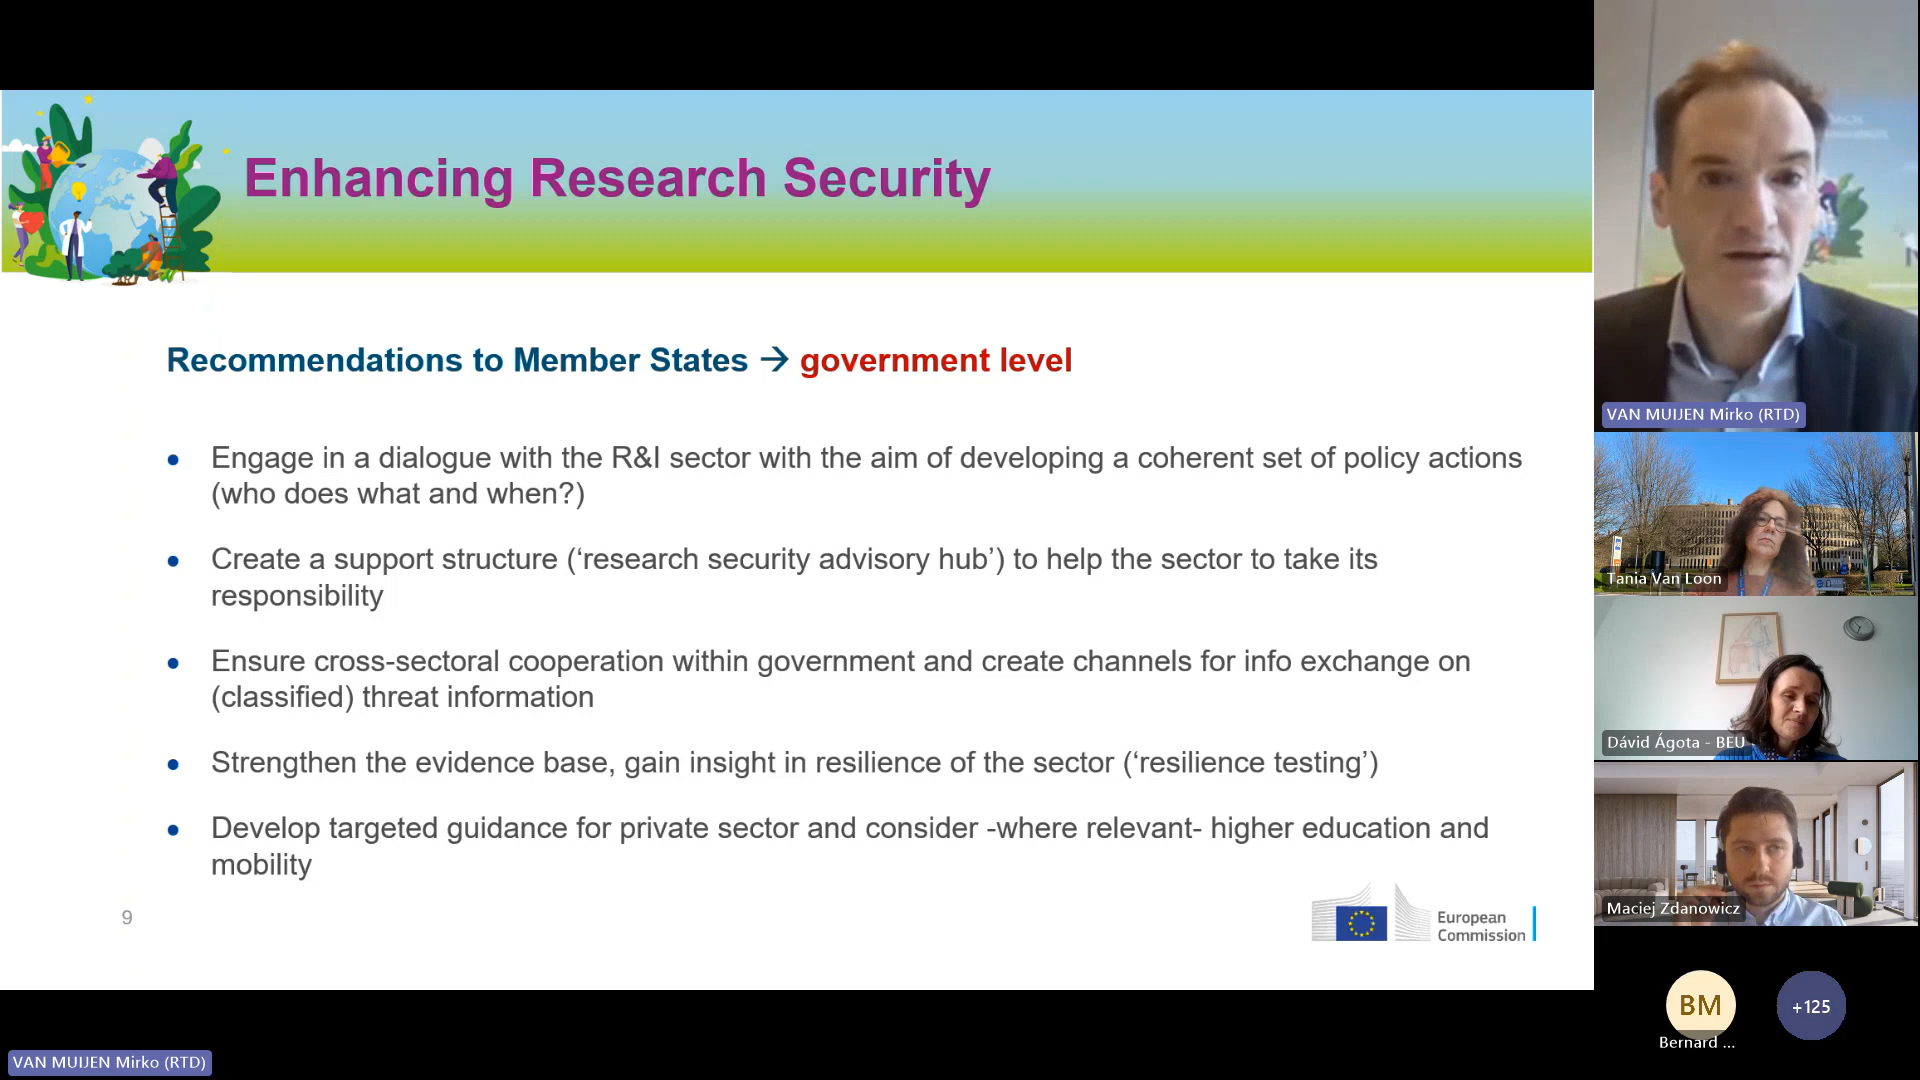 Enhancing Research Security
Recommendations to Member States → government level
• Engage in a dialogue with the R&I sector with the aim of developing a coherent set of policy actions
(who does what and when?)
• Create a support structure (‘research security advisory hub’) to help the sector to take its
responsibility
• Ensure cross-sectoral cooperation within government and create channels for info exchange on
(classified) threat information
• Strengthen the evidence base, gain insight in resilience of the sector (‘resilience testing’)
• Develop targeted guidance for private sector and consider -where relevant- higher education and
mobility
9
European
Commission
VAN MUIJEN Mirko (RTD)
VAN MUIJEN Mirko (RTD)
Tania Van Loon
Dávid Ágota - BEU
Maciej Zdanowicz
BM
Bernard ...
+125